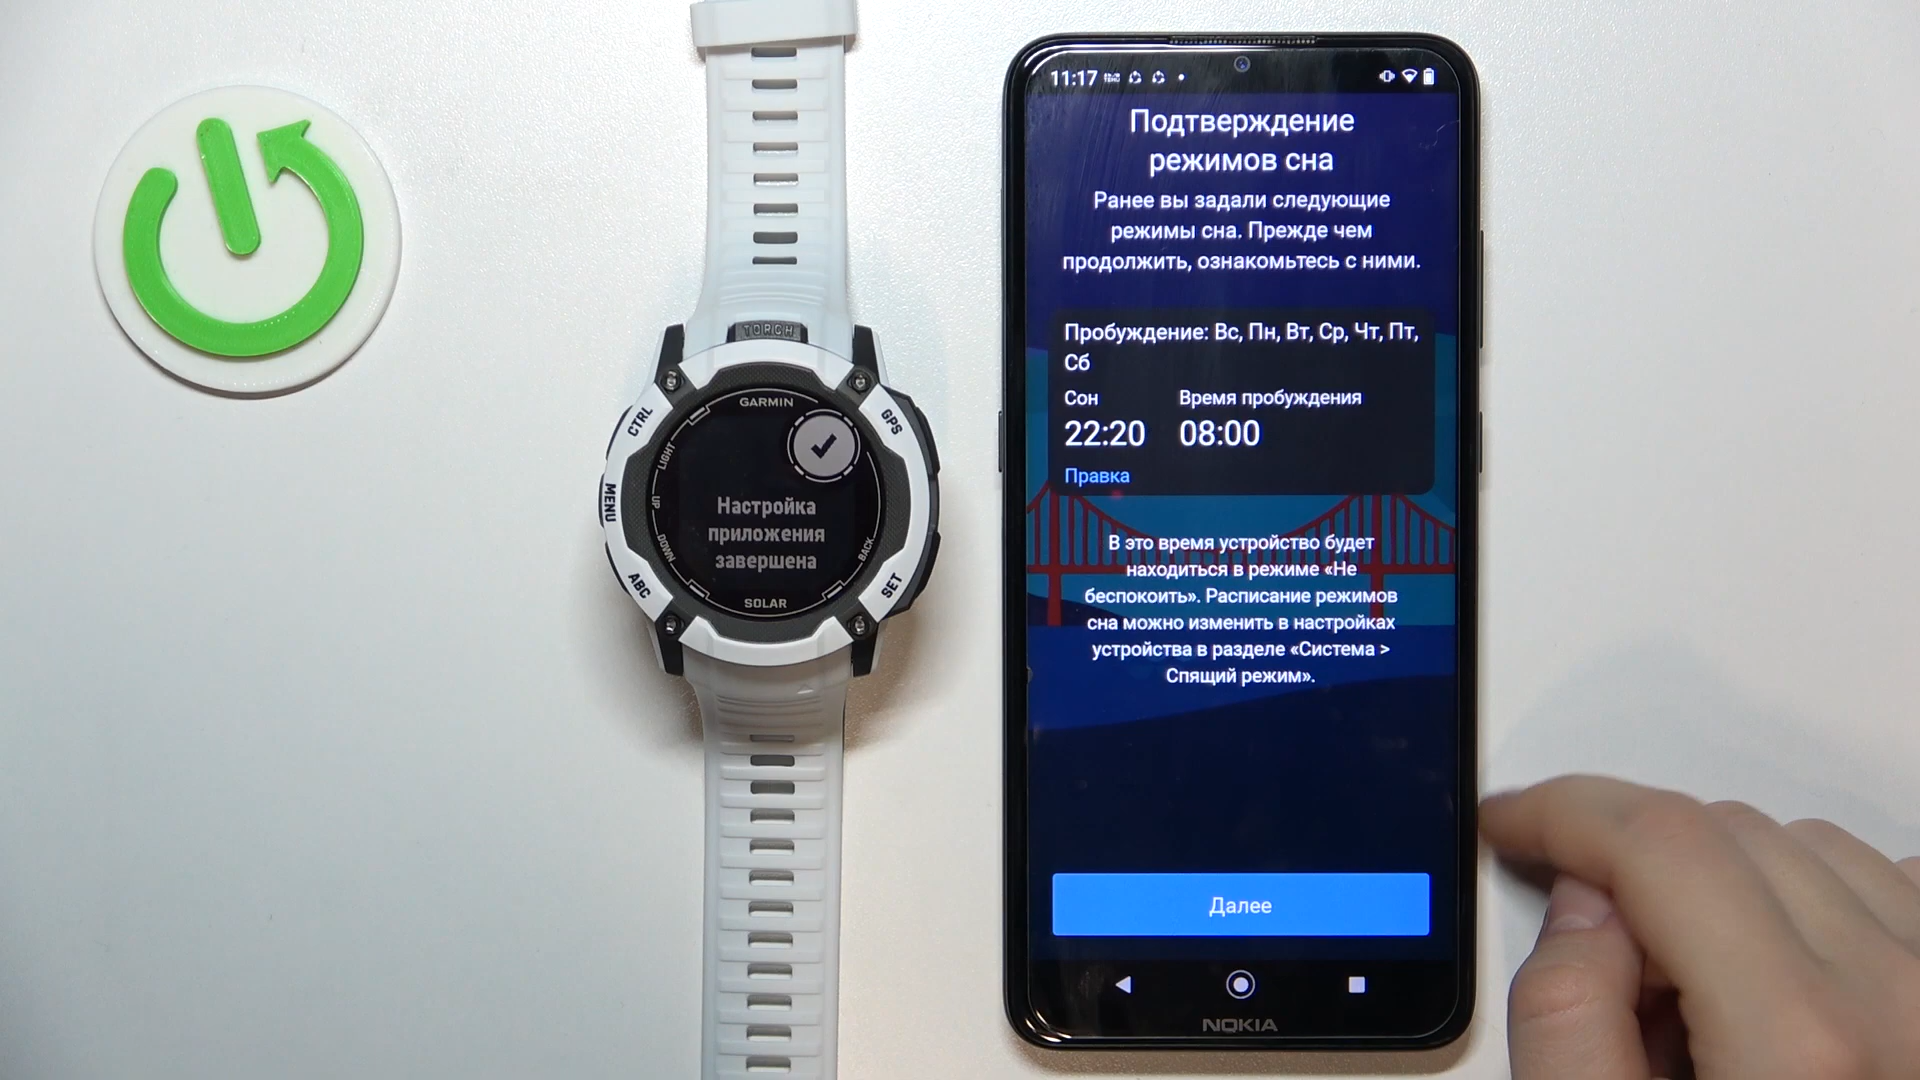 TORCH
GARMIN
CTRL
GPS
LIGHT
MENU
UP
DOWN
BACK
ABC
SET
Настройка
приложения
завершена
SOLAR
11:17
Подтверждение
режимов сна
Ранее вы задали следующие
режимы сна. Прежде чем
продолжить, ознакомьтесь с ними.
Пробуждение: Вс, Пн, Вт, Ср, Чт, Пт,
Сб
Сон Время пробуждения
22:20 08:00
Правка
В это время устройство будет
находиться в режиме «Не
беспокоить». Расписание режимов
сна можно изменить в настройках
устройства в разделе «Система >
Спящий режим».
Далее
NOKIA